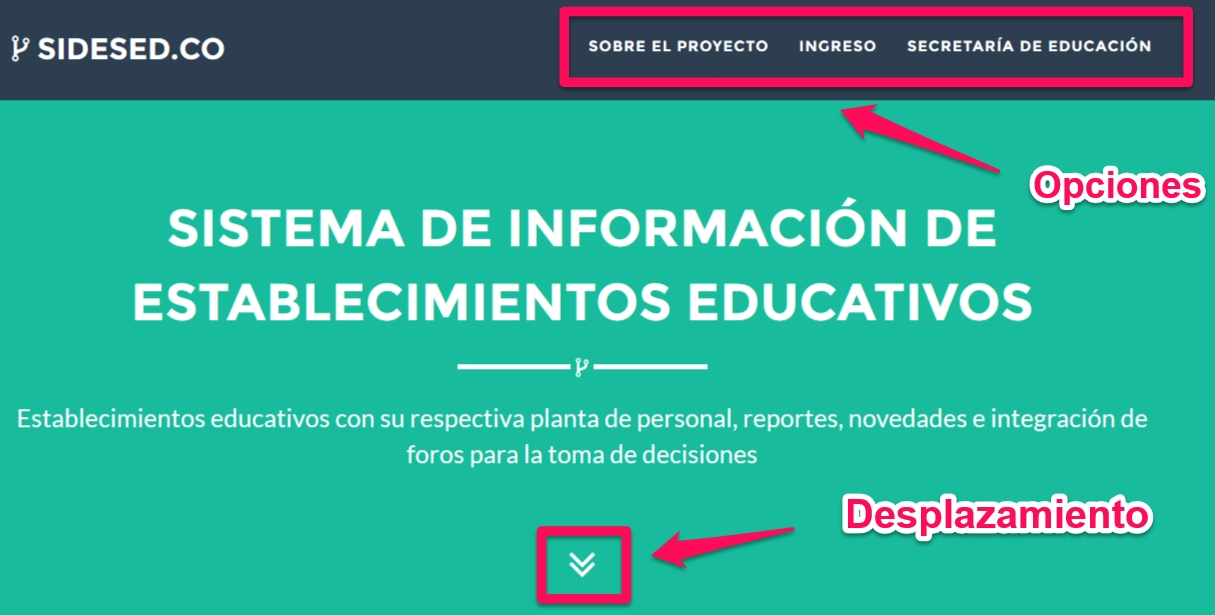 SIDESED.CO
SOBRE EL PROYECTO INGRESO SECRETARÍA DE EDUCACIÓN
Opciones
SISTEMA DE INFORMACIÓN DE
ESTABLECIMIENTOS EDUCATIVOS
Establecimientos educativos con su respectiva planta de personal, reportes, novedades e integración de
foros para la toma de decisiones
Desplazamiento